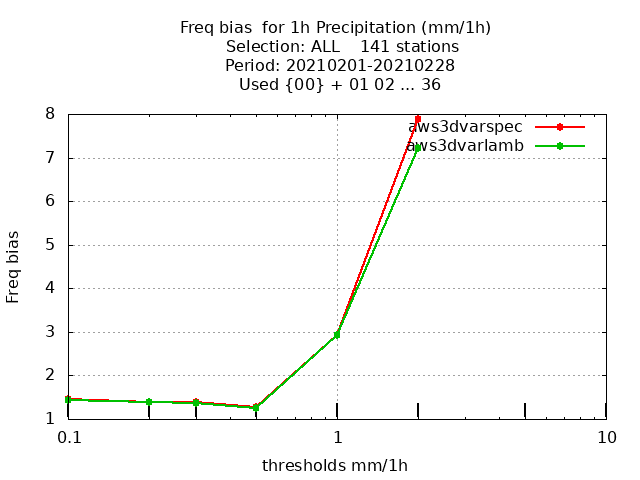 Freq bias  for 1h Precipitation (mm/1h)
Selection: ALL    141 stations
Period: 20210201-20210228
Used {00} + 01 02 ... 36
8
7
6
5
4
3
2
1
Freq bias
aws3dvarspec
aws3dvarlamb
0.1
1
10
thresholds mm/1h